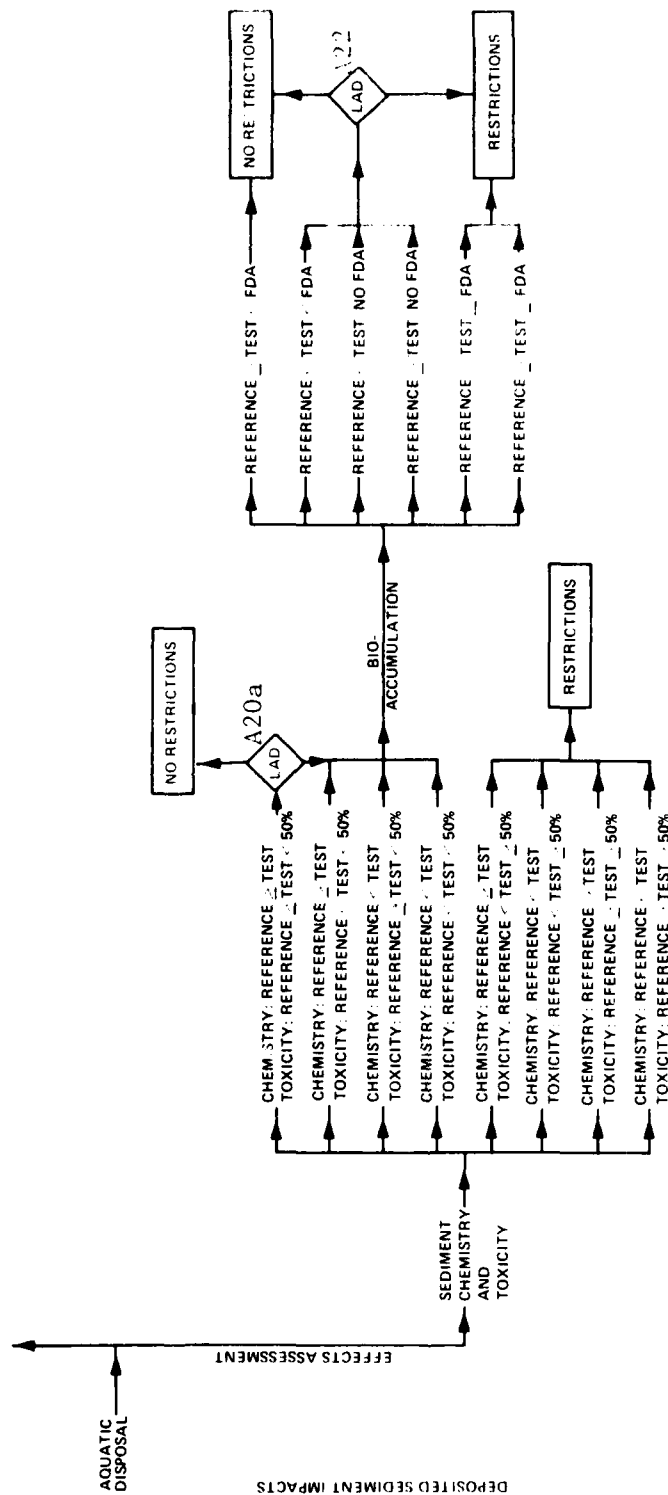 DEPOSITED SEDIMENT IMPACTS
AQUATIC
DISPOSAL
EFFECTS ASSESSMENT
SEDIMENT
CHEMISTRY
AND
TOXICITY
CHEMISTRY: REFERENCE TEST
TOXICITY: REFERENCE TEST 50%
CHEMISTRY: REFERENCE TEST
TOXICITY: REFERENCE TEST 50%
CHEMISTRY: REFERENCE TEST
TOXICITY: REFERENCE TEST 50%
CHEMISTRY: REFERENCE TEST
TOXICITY: REFERENCE TEST 50%
CHEMISTRY: REFERENCE TEST
TOXICITY: REFERENCE TEST 50%
CHEMISTRY: REFERENCE TEST
TOXICITY: REFERENCE TEST 50%
CHEMISTRY: REFERENCE TEST
TOXICITY: REFERENCE TEST 50%
CHEMISTRY: REFERENCE TEST
TOXICITY: REFERENCE TEST 50%
NO RESTRICTIONS
LAD
A20a
BIO-
ACCUMULATION
RESTRICTIONS
REFERENCE TEST FDA
REFERENCE TEST FDA
REFERENCE TEST NO FDA
REFERENCE TEST NO FDA
REFERENCE TEST FDA
REFERENCE TEST FDA
NO RESTRICTIONS
LAD
A22
RESTRICTIONS